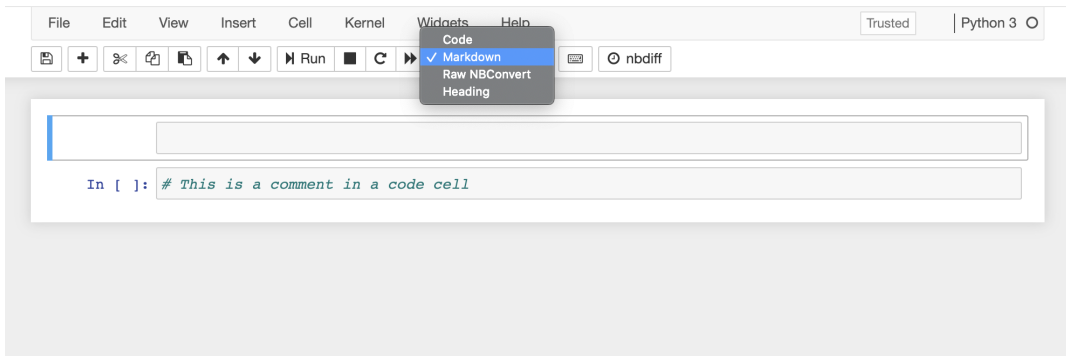 File Edit View Insert Cell Kernel Widgets Help Trusted Python 3
Code
✓ Markdown
Raw NBConvert
Heading
Run nbdiff
In [ ]: # This is a comment in a code cell